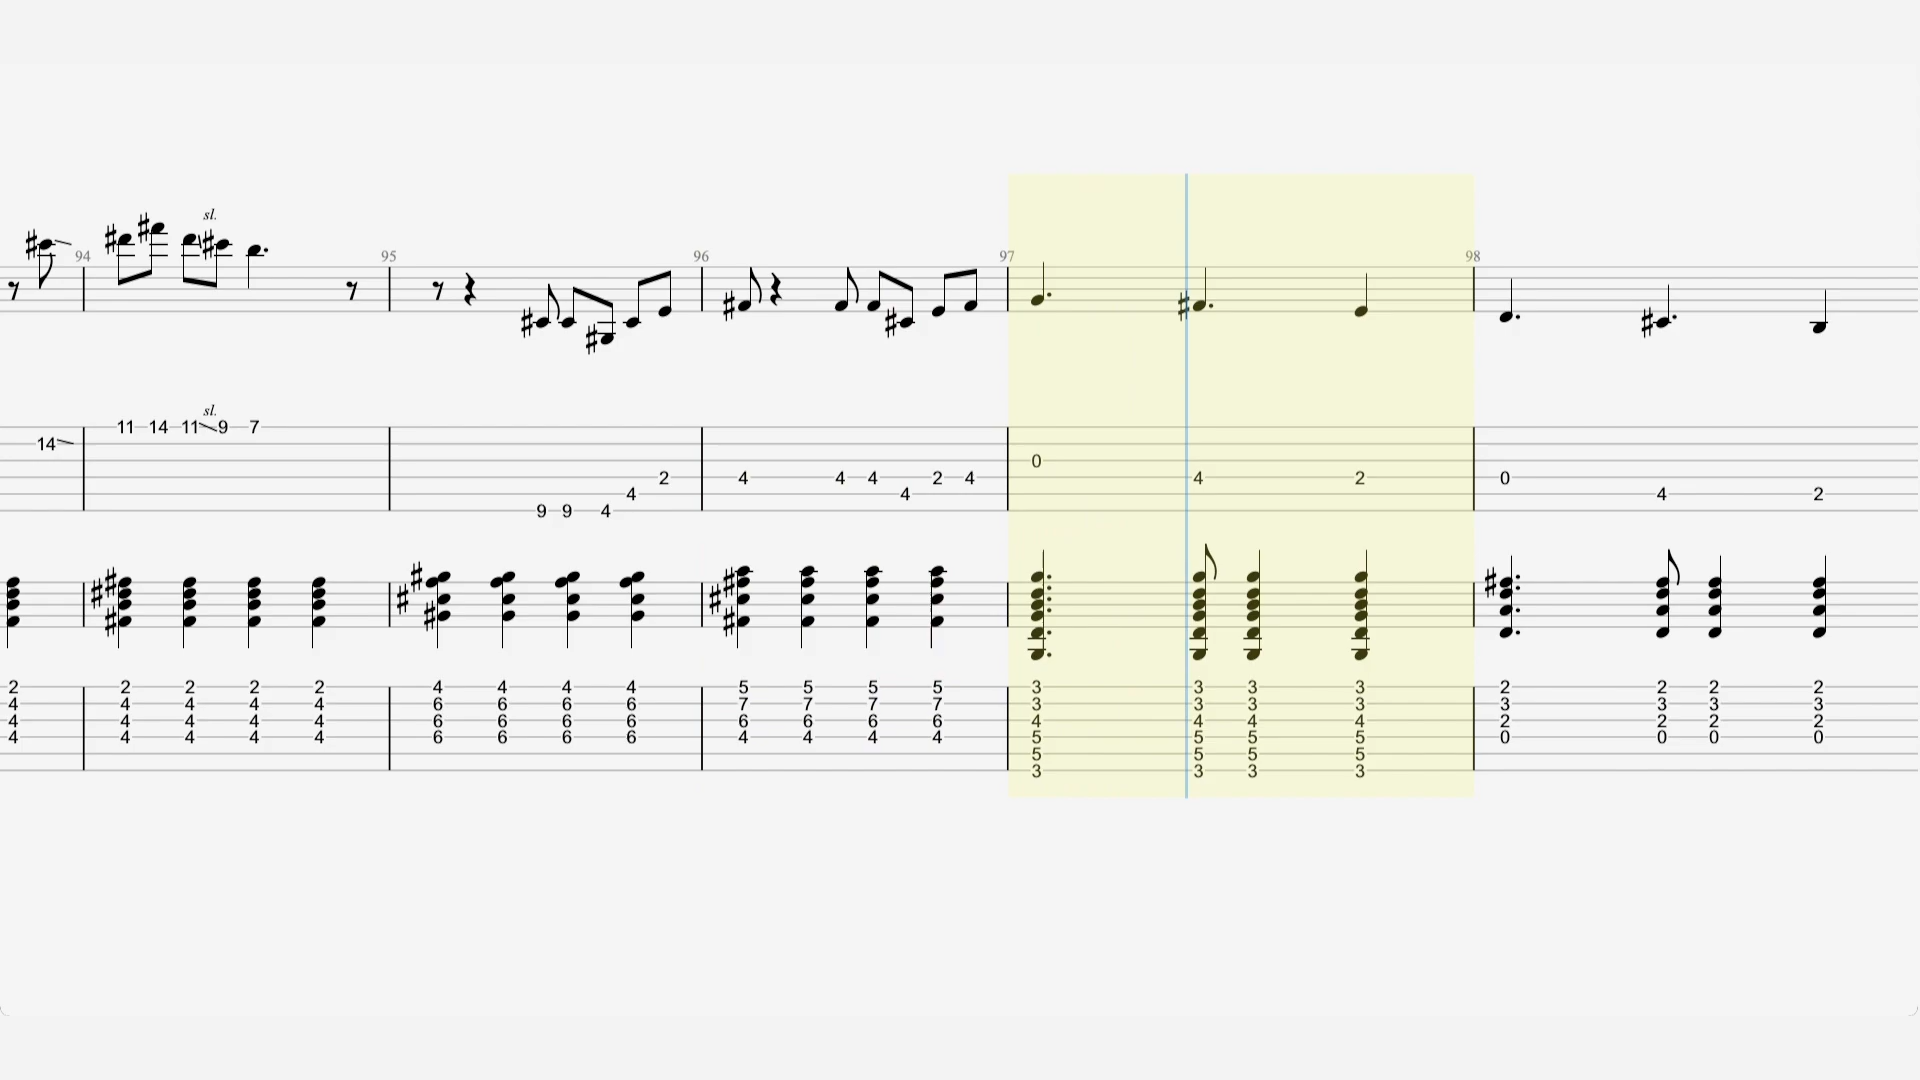 sl.
94 95 96 97 98
sl.
11 14 11 9 7
14
0
2 4 4 4 2 4 4 2 0
4 4 4 2
9 9 4
2 2 2 2 2 4 4 4 4 5 5 5 5 3 3 3 3 2 2 2 2
4 4 4 4 4 6 6 6 6 7 7 7 7 3 3 3 3 3 3 3 3
4 4 4 4 4 6 6 6 6 6 6 6 6 4 4 4 4 2 2 2 2
4 4 4 4 4 6 6 6 6 4 4 4 4 5 5 5 5 0 0 0 0
5 5 5 5
3 3 3 3